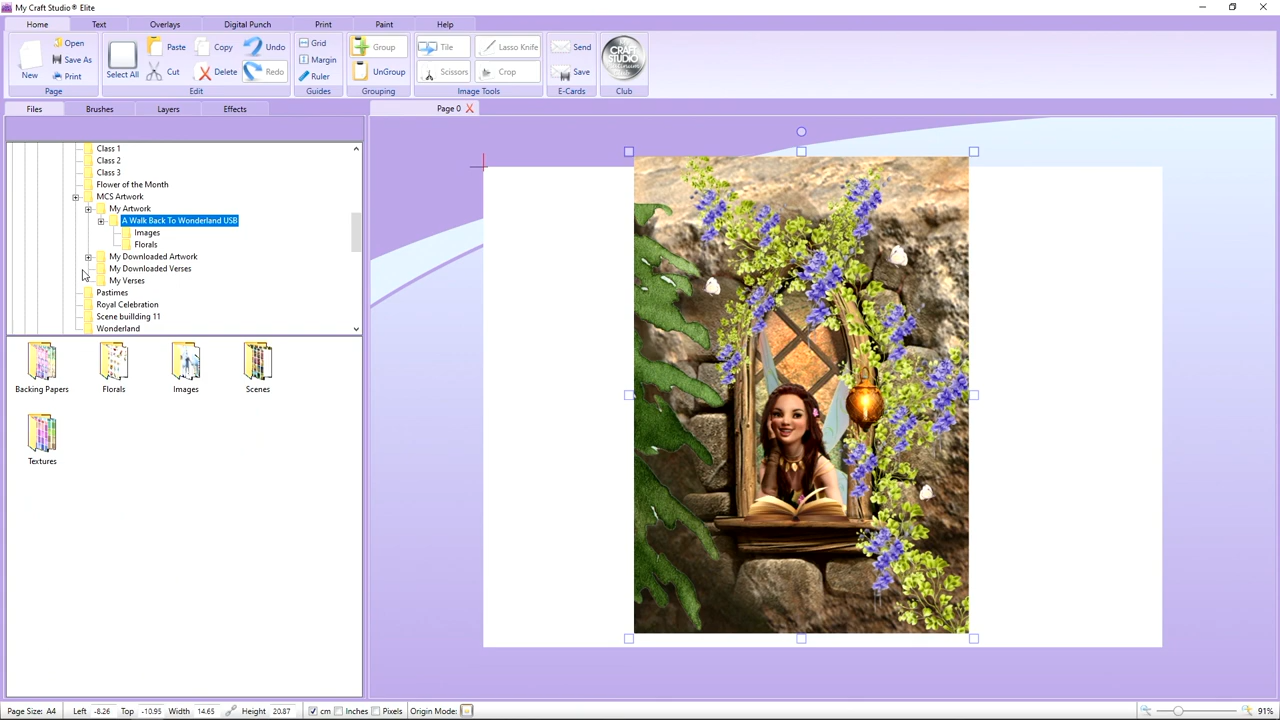 My Craft Studio® Elite
Home Text Overlays Digital Punch Print Paint Help
New Open Save As Print Page
Select All Paste Copy Undo Cut Delete Redo Edit
Grid Margin Ruler Guides
Group UnGroup Grouping
Tile Lasso Knife Scissors Crop Image Tools
Send Save E-Cards
CRAFT STUDIO Club
Files Brushes Layers Effects
Page 0
Class 1
Class 2
Class 3
Flower of the Month
MCS Artwork
My Artwork
A Walk Back To Wonderland USB
Images
Florals
My Downloaded Artwork
My Downloaded Verses
My Verses
Pastimes
Royal Celebration
Scene buillding 11
Wonderland
Backing Papers Florals Images Scenes
Textures
Page Size: A4 Left -8.26 Top -10.95 Width 14.65 Height 20.87 cm Inches Pixels Origin Mode: 91%